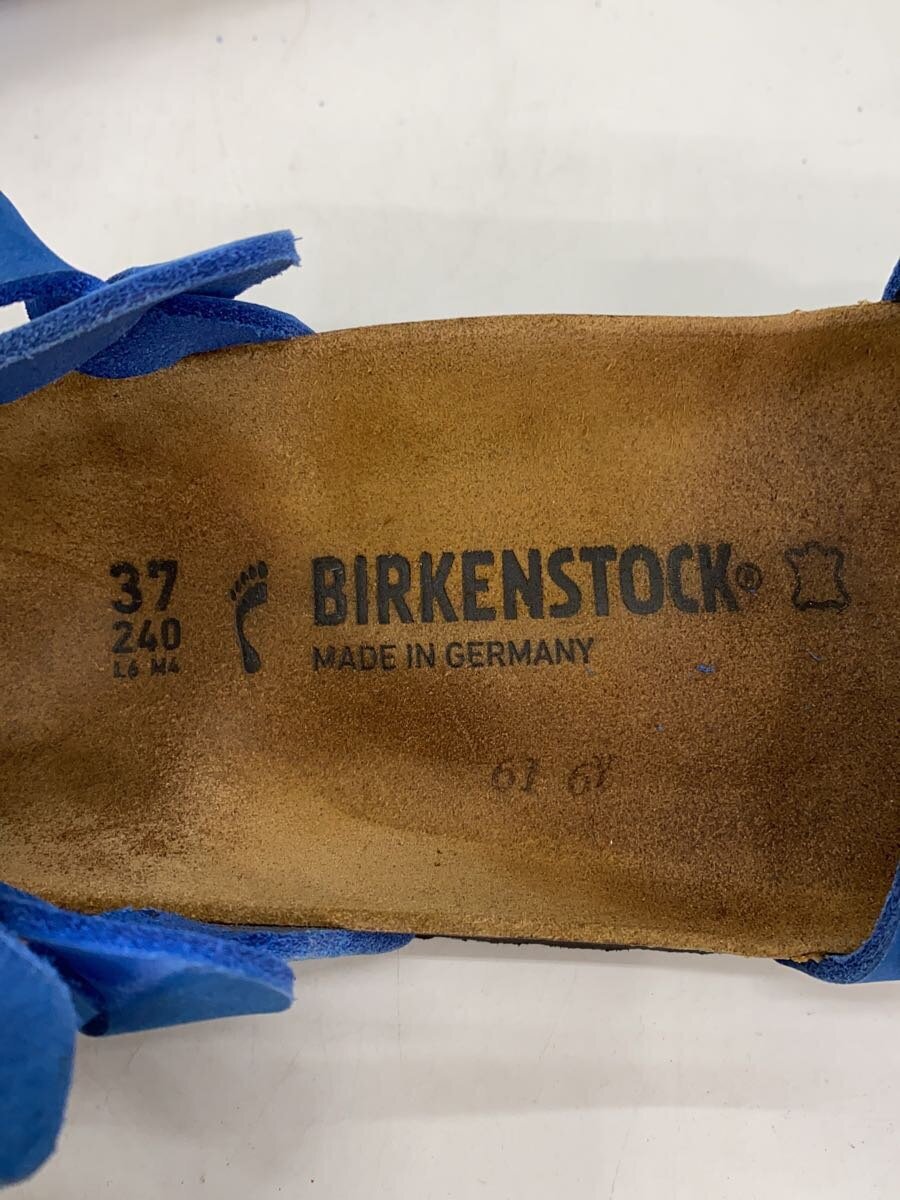 37
240
L6 M4
BIRKENSTOCK®
MADE IN GERMANY